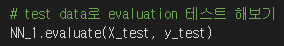 # test data로 evaluation 테스트 해보기
NN_1.evaluate(X_test, y_test)